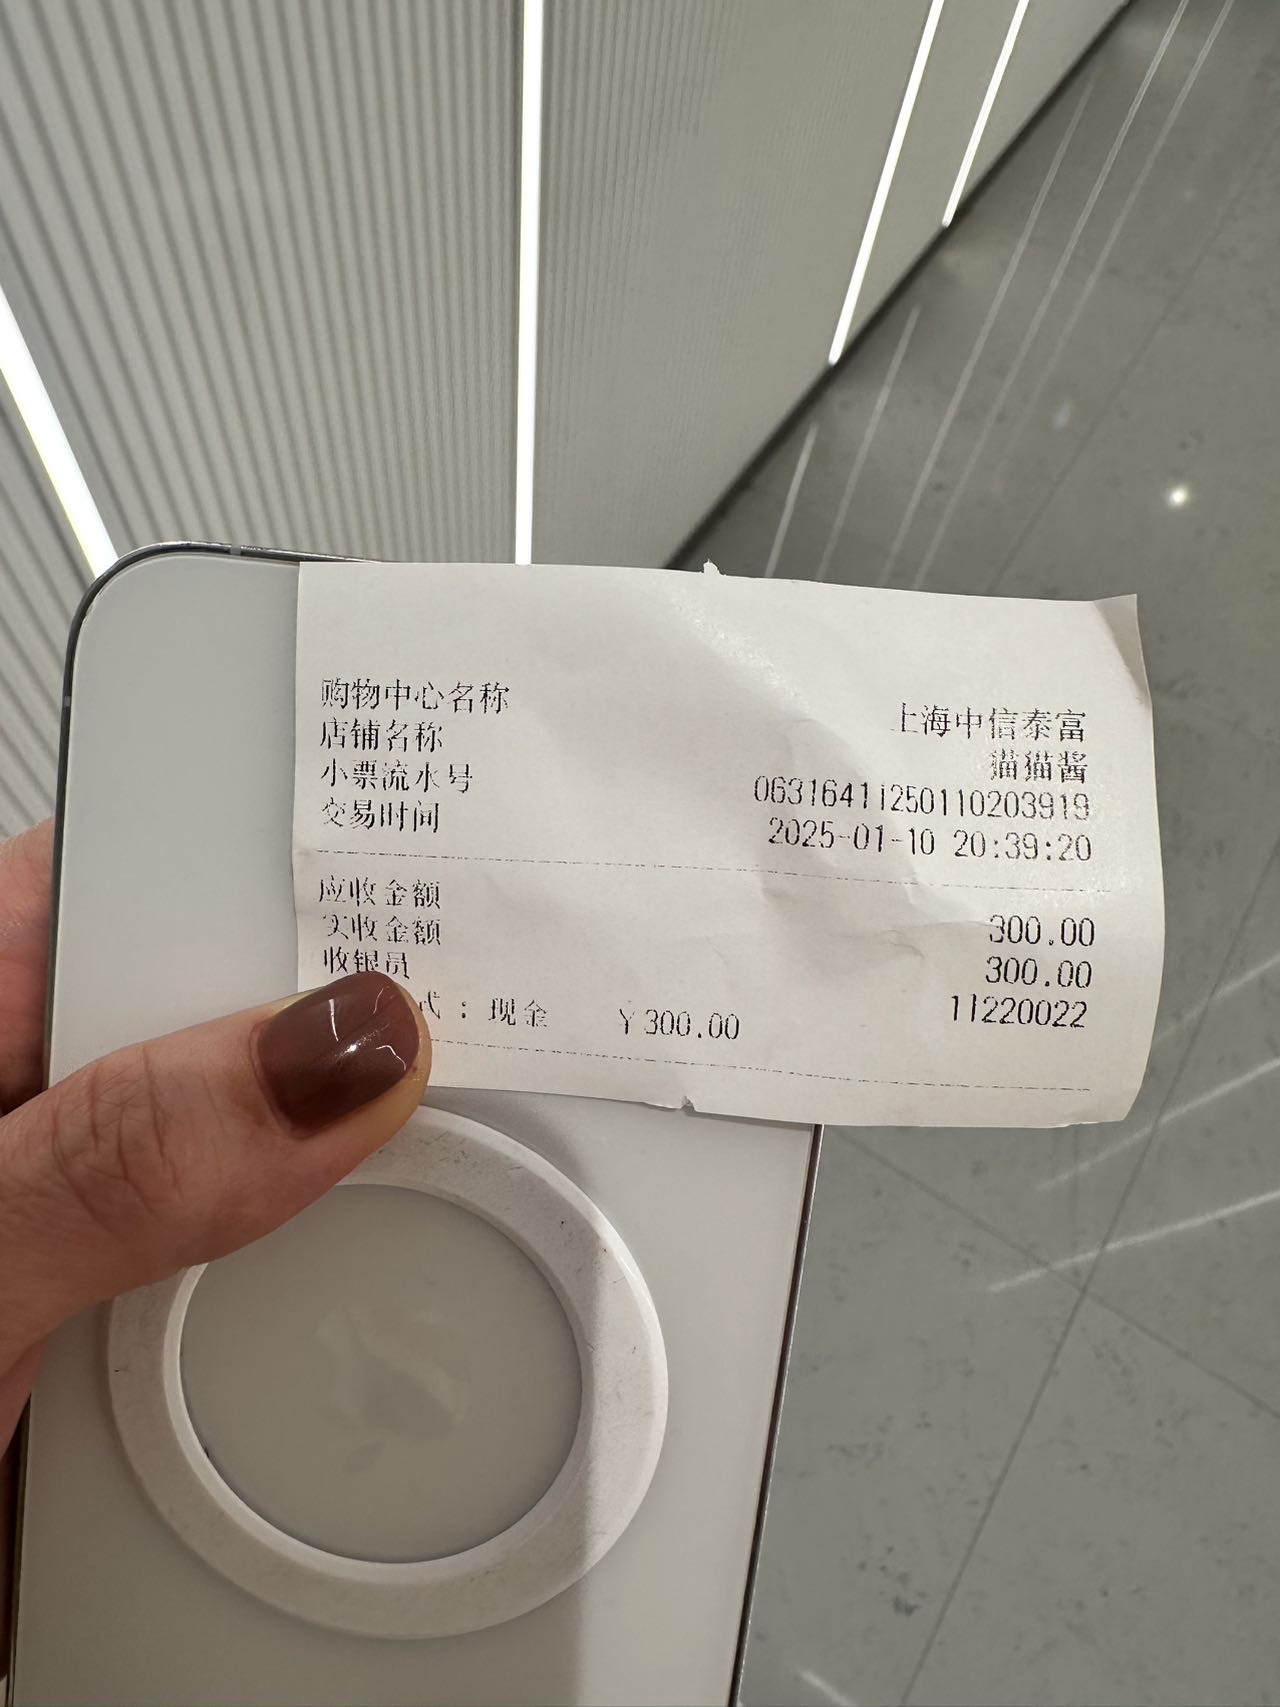 购物中心名称 上海中信泰富
店铺名称 猫猫酱
小票流水号 06316411250110203919
交易时间 2025-01-10 20:39:20
应收金额 300.00
实收金额 300.00
收银员 11220022
式：现金 ￥300.00